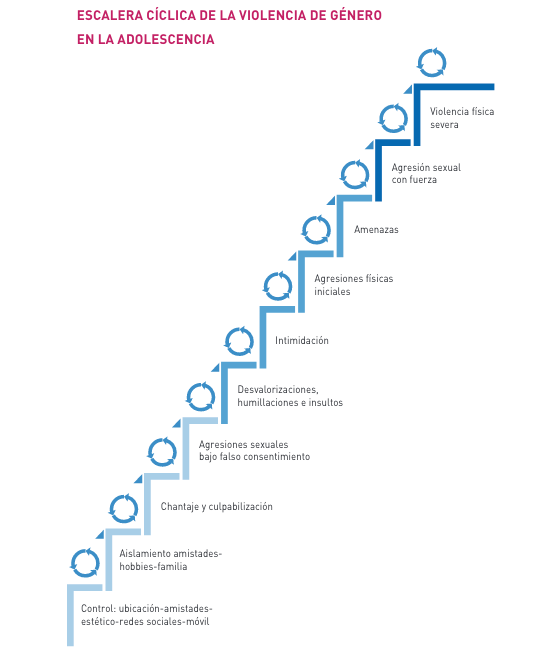 ESCALERA CÍCLICA DE LA VIOLENCIA DE GÉNERO
EN LA ADOLESCENCIA
Violencia física
severa
Agresión sexual
con fuerza
Amenazas
Agresiones físicas
iniciales
Intimidación
Desvalorizaciones,
humillaciones e insultos
Agresiones sexuales
bajo falso consentimiento
Chantaje y culpabilización
Aislamiento amistades-
hobbies-familia
Control: ubicación-amistades-
estético-redes sociales-móvil